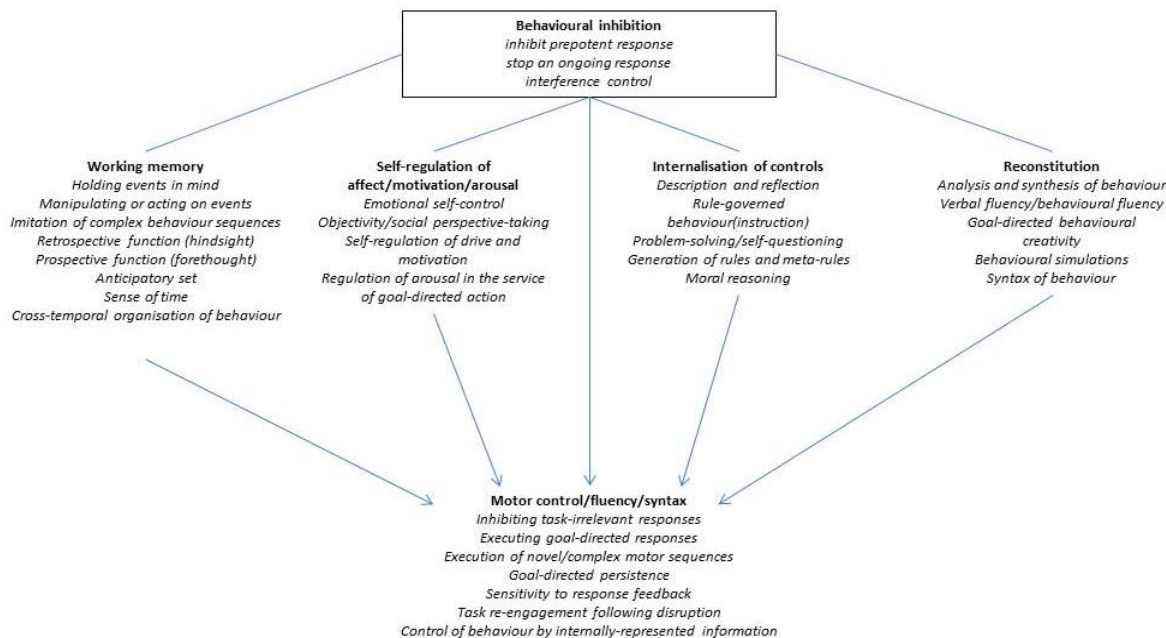 Behavioural inhibition
inhibit prepotent response
stop an ongoing response
interference control
Working memory
Holding events in mind
Manipulating or acting on events
Imitation of complex behaviour sequences
Retrospective function (hindsight)
Prospective function (forethought)
Anticipatory set
Sense of time
Cross-temporal organisation of behaviour
Self-regulation of
affect/motivation/arousal
Emotional self-control
Objectivity/social perspective-taking
Self-regulation of drive and
motivation
Regulation of arousal in the service
of goal-directed action
Internalisation of controls
Description and reflection
Rule-governed
behaviour(instruction)
Problem-solving/self-questioning
Generation of rules and meta-rules
Moral reasoning
Reconstitution
Analysis and synthesis of behaviour
Verbal fluency/behavioural fluency
Goal-directed behavioural
creativity
Behavioural simulations
Syntax of behaviour
Motor control/fluency/syntax
Inhibiting task-irrelevant responses
Executing goal-directed responses
Execution of novel/complex motor sequences
Goal-directed persistence
Sensitivity to response feedback
Task re-engagement following disruption
Control of behaviour by internally-represented information